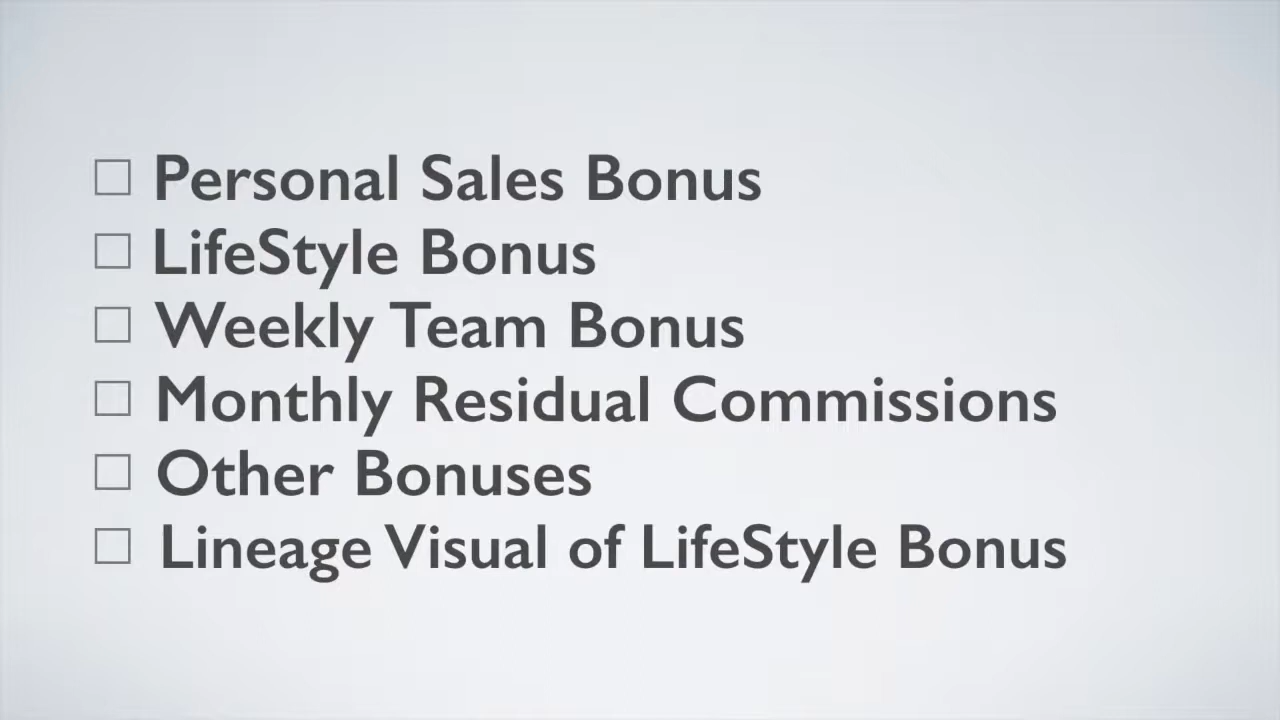 ☐ Personal Sales Bonus
☐ LifeStyle Bonus
☐ Weekly Team Bonus
☐ Monthly Residual Commissions
☐ Other Bonuses
☐ Lineage Visual of LifeStyle Bonus